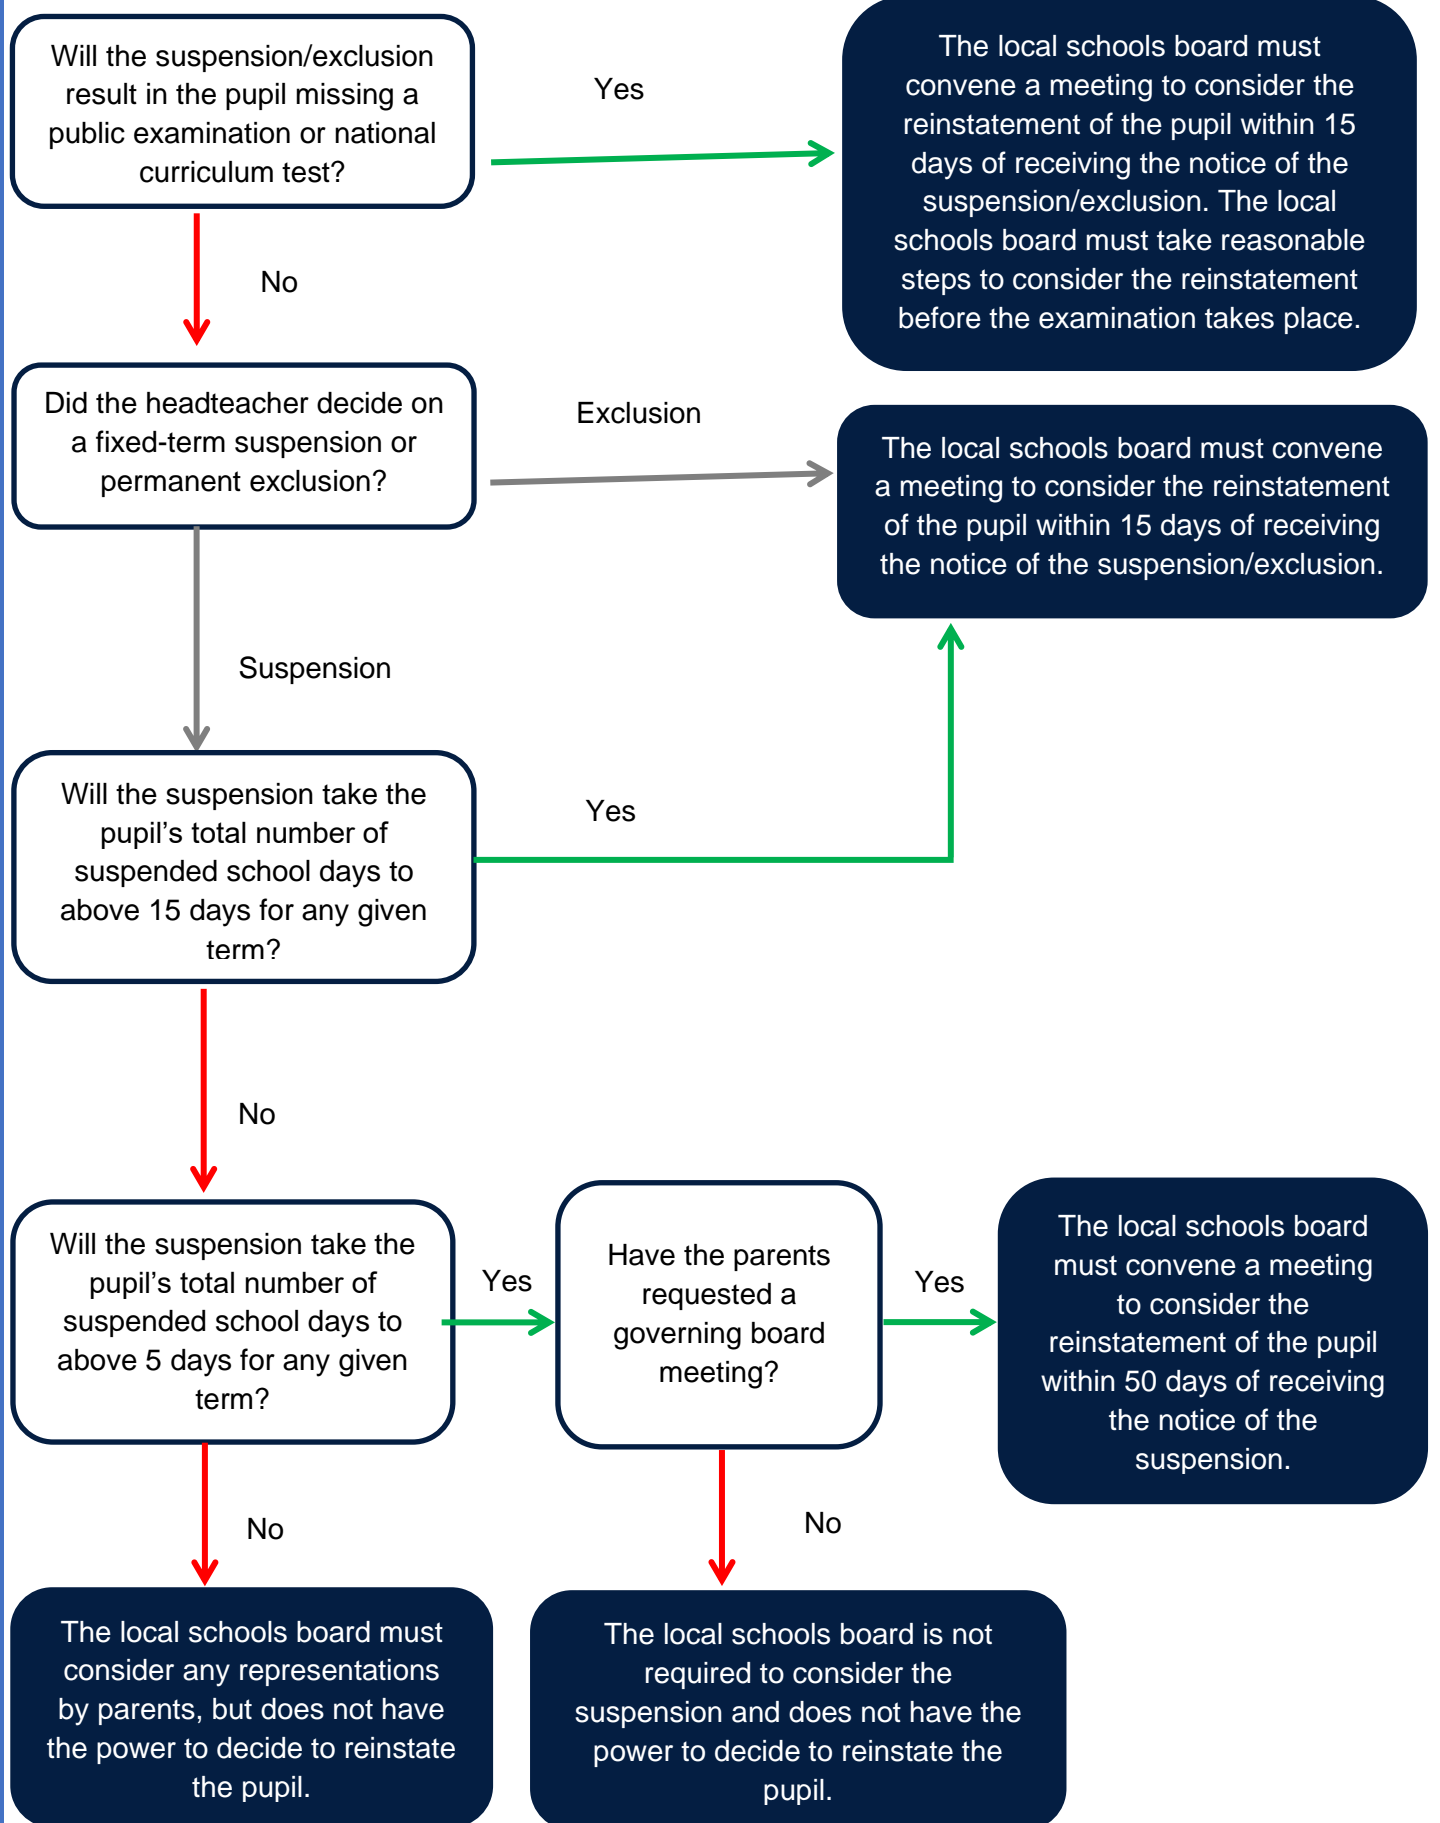 Will the suspension/exclusion
result in the pupil missing a
public examination or national
curriculum test?
Yes
The local schools board must
convene a meeting to consider the
reinstatement of the pupil within 15
days of receiving the notice of the
suspension/exclusion. The local
schools board must take reasonable
steps to consider the reinstatement
before the examination takes place.
No
Did the headteacher decide on
a fixed-term suspension or
permanent exclusion?
Exclusion
The local schools board must convene
a meeting to consider the reinstatement
of the pupil within 15 days of receiving
the notice of the suspension/exclusion.
Suspension
Will the suspension take the
pupil’s total number of
suspended school days to
above 15 days for any given
term?
Yes
No
Will the suspension take the
pupil’s total number of
suspended school days to
above 5 days for any given
term?
Yes
Have the parents
requested a
governing board
meeting?
Yes
The local schools board
must convene a meeting
to consider the
reinstatement of the pupil
within 50 days of receiving
the notice of the
suspension.
No
No
The local schools board must
consider any representations
by parents, but does not have
the power to decide to reinstate
the pupil.
The local schools board is not
required to consider the
suspension and does not have the
power to decide to reinstate the
pupil.